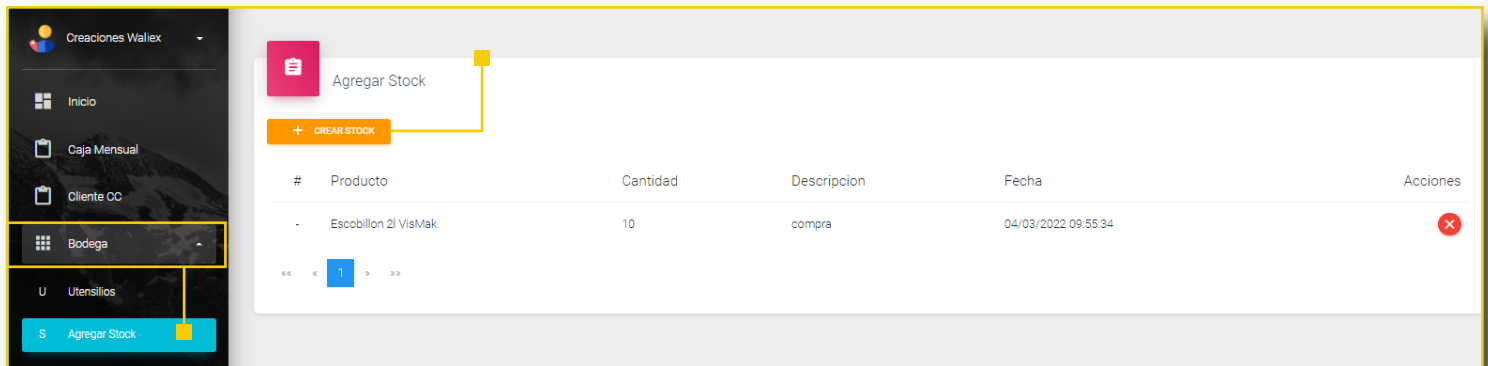 Creaciones Waliex
Inicio
Caja Mensual
Cliente CC
Bodega
U Utensilios
S Agregar Stock
Agregar Stock
+ CREAR STOCK
# Producto Cantidad Descripcion Fecha Acciones
- Escobillon 2l VisMak 10 compra 04/03/2022 09:55:34
«« « 1 » »»